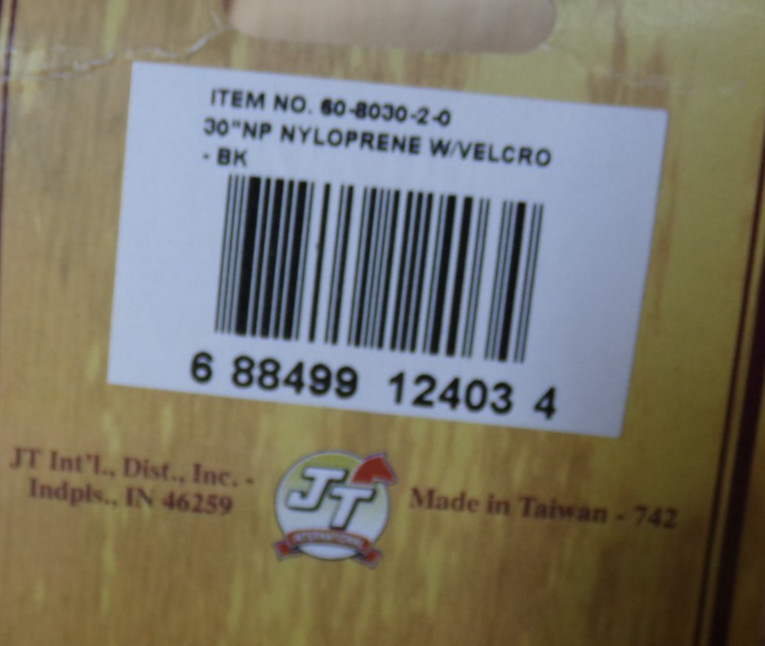 ITEM NO. 60-8030-2-0
30"NP NYLOPRENE W/VELCRO
- BK
6 88499 12403 4
JT Int'l., Dist., Inc. -
Indpls., IN 46259
JT
Made in Taiwan - 742